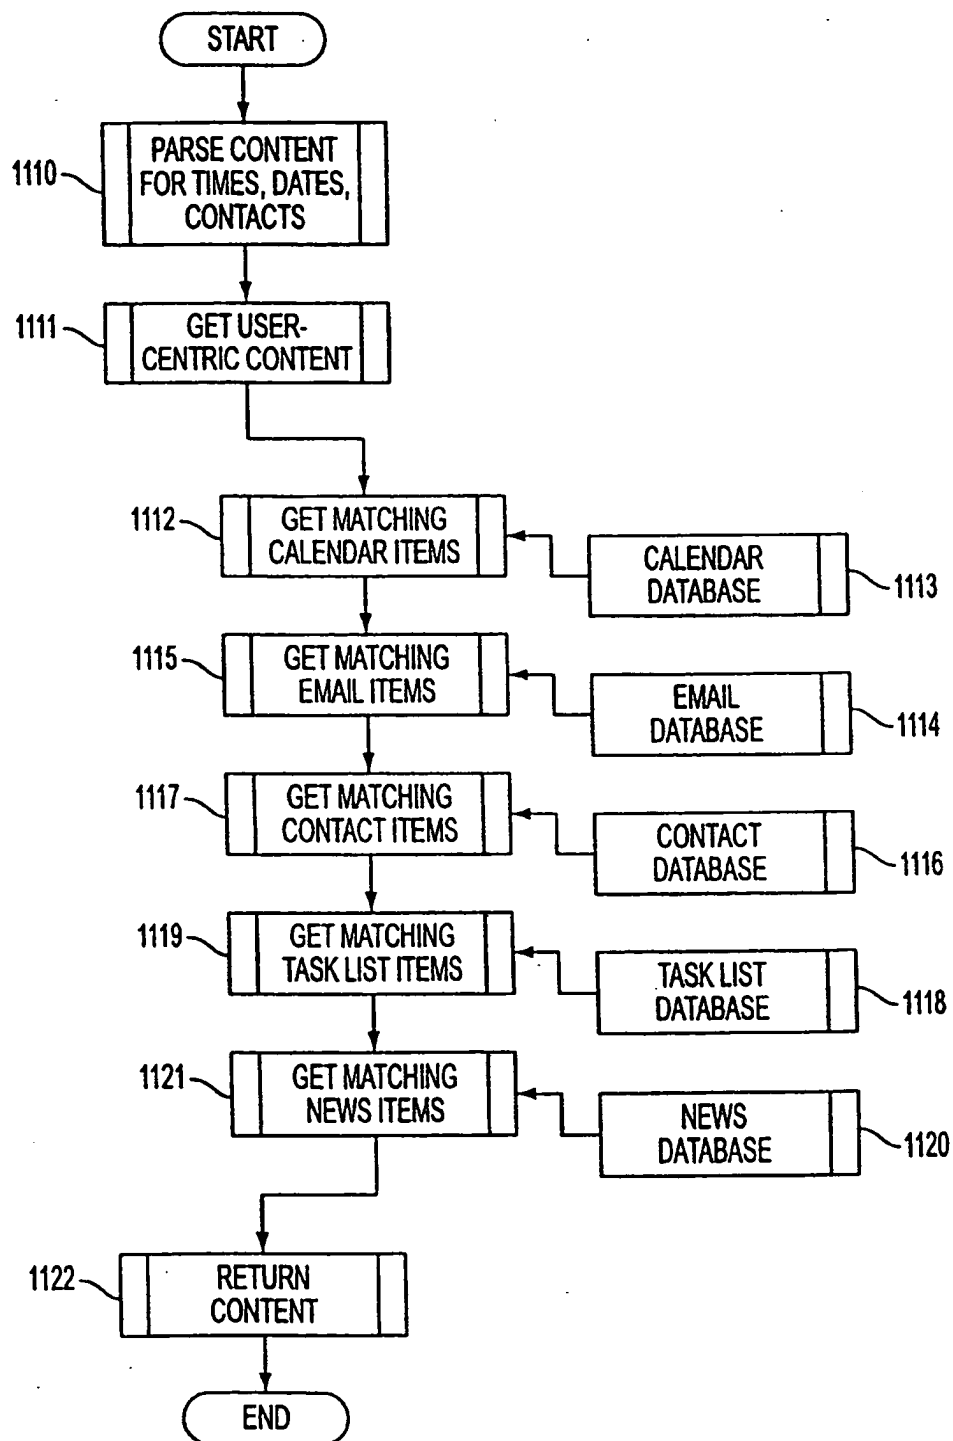 START
1110
PARSE CONTENT
FOR TIMES, DATES,
CONTACTS
1111
GET USER-
CENTRIC CONTENT
1112
GET MATCHING
CALENDAR ITEMS
CALENDAR
DATABASE
1113
1115
GET MATCHING
EMAIL ITEMS
EMAIL
DATABASE
1114
1117
GET MATCHING
CONTACT ITEMS
CONTACT
DATABASE
1116
1119
GET MATCHING
TASK LIST ITEMS
TASK LIST
DATABASE
1118
1121
GET MATCHING
NEWS ITEMS
NEWS
DATABASE
1120
1122
RETURN
CONTENT
END